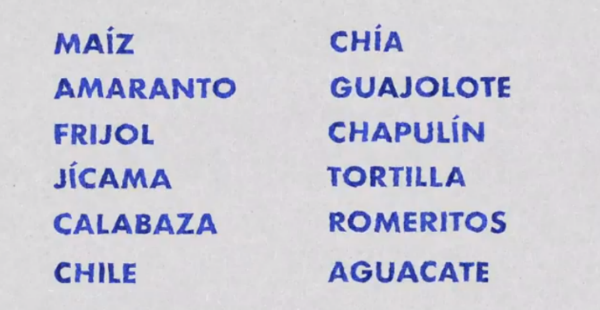 MAÍZ
AMARANTO
FRIJOL
JÍCAMA
CALABAZA
CHILE
CHÍA
GUAJOLOTE
CHAPULÍN
TORTILLA
ROMERITOS
AGUACATE